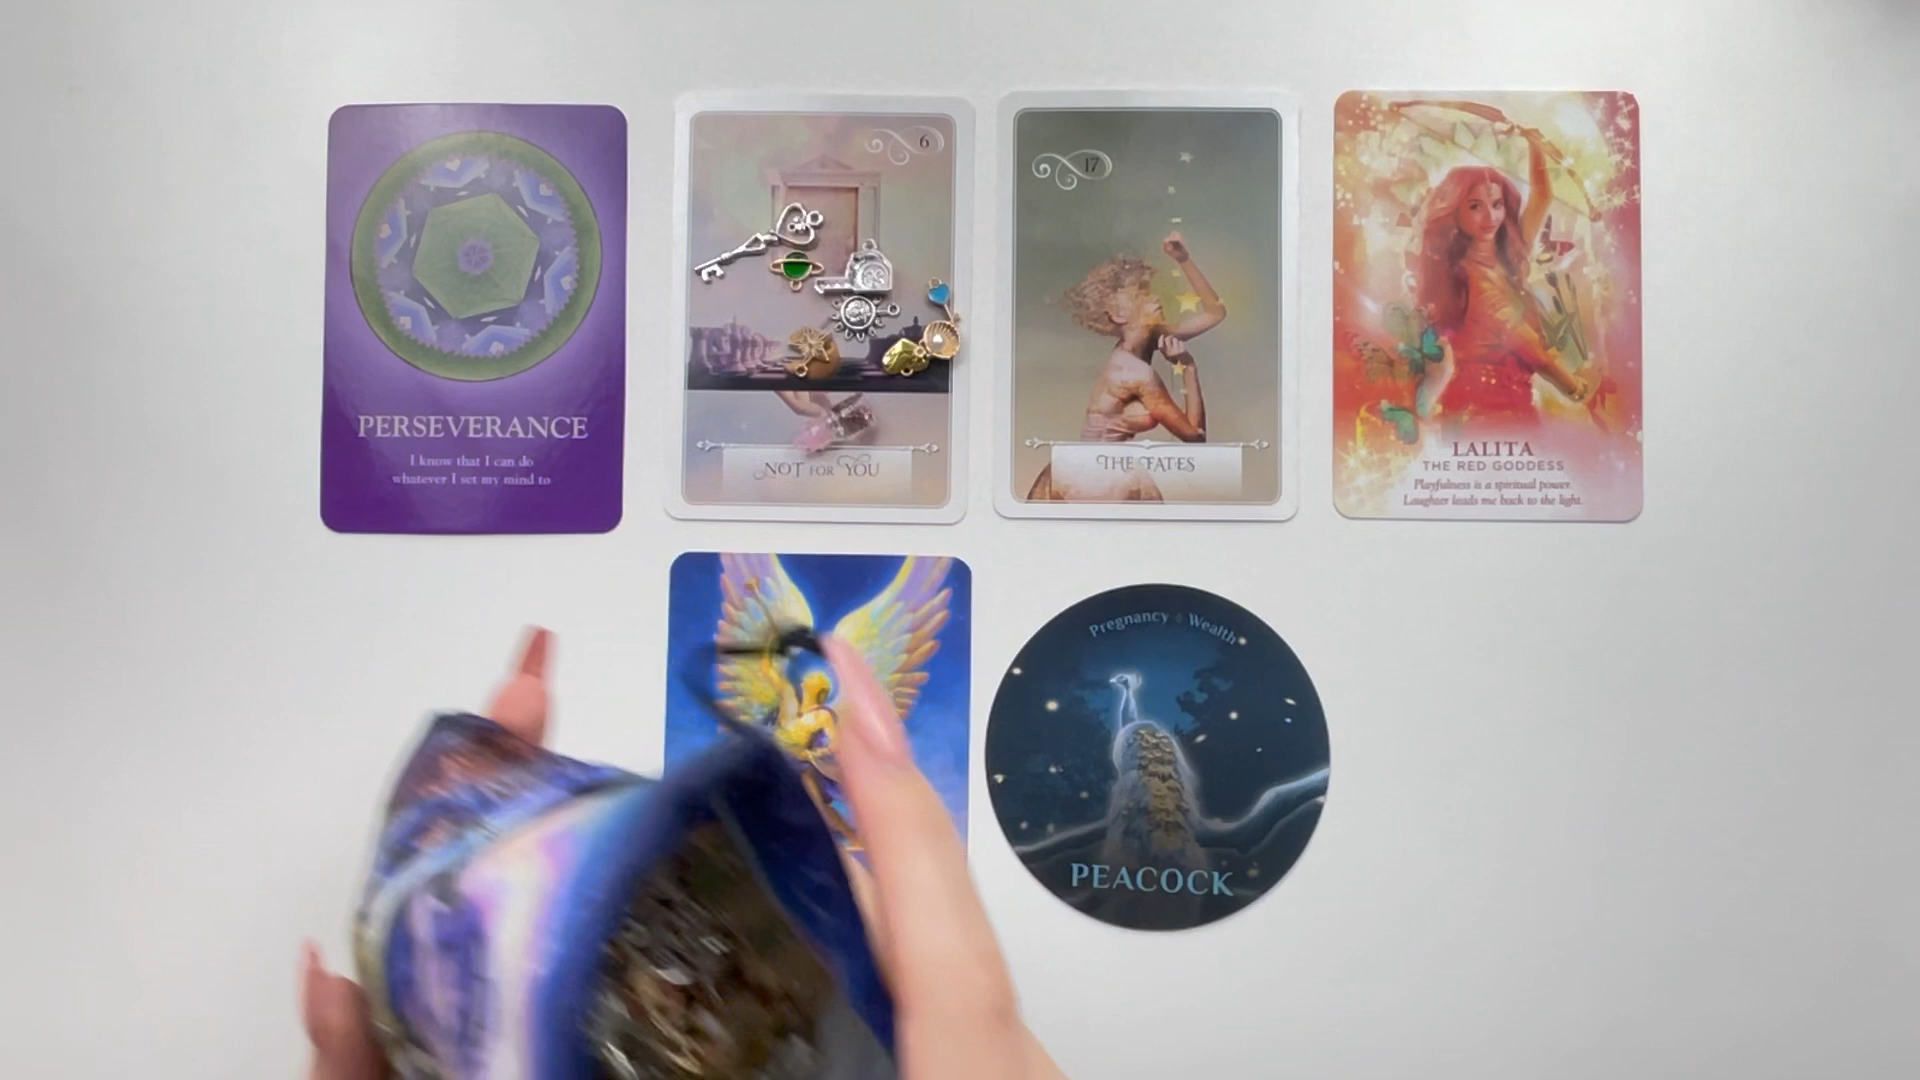 PERSEVERANCE
I know that I can do
whatever I set my mind to
6
NOT FOR YOU
17
THE FATES
LALITA
THE RED GODDESS
Playfulness is a spiritual power.
Laughter leads me back to the light.
Pregnancy Wealth
PEACOCK